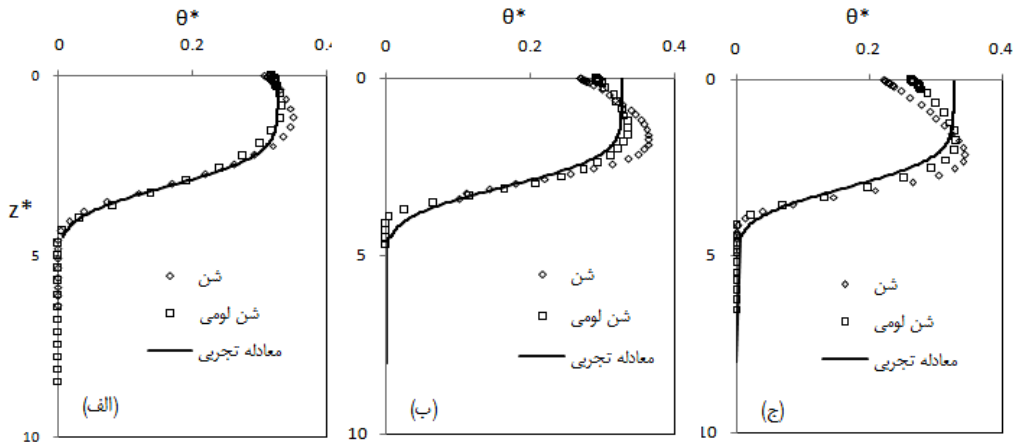 θ*
0
0.2
0.4
0
z*
5
10
شن
شن لومی
معادله تجربی
(الف)
θ*
0
0.2
0.4
0
5
10
شن
شن لومی
معادله تجربی
(ب)
θ*
0
0.2
0.4
0
5
10
شن
شن لومی
معادله تجربی
(ج)